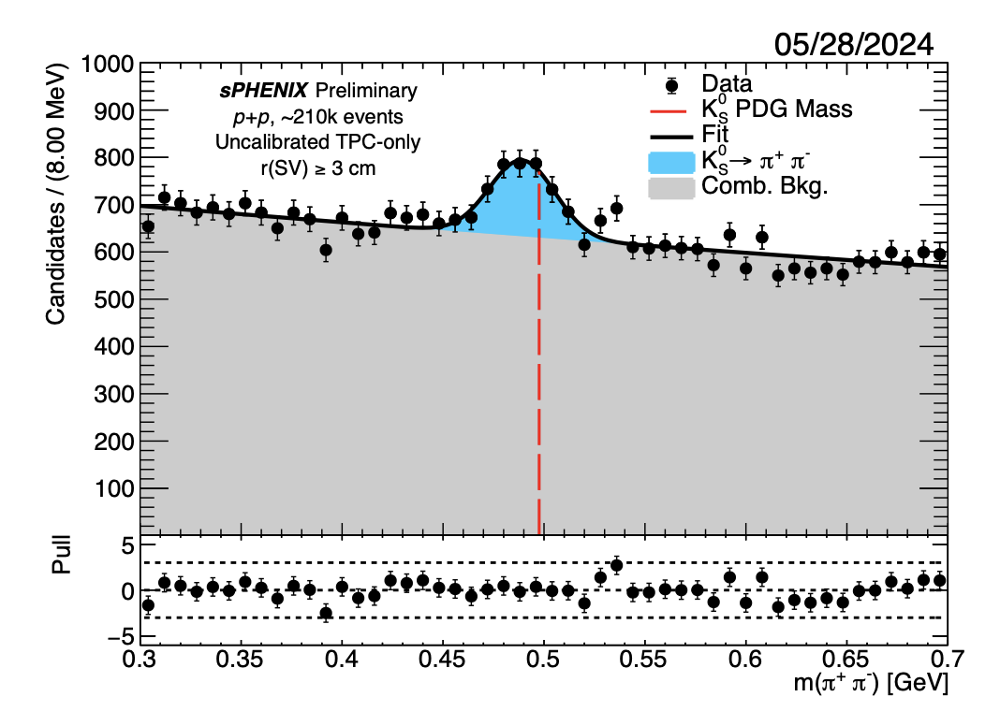 05/28/2024
Candidates / (8.00 MeV)
1000
900
800
700
600
500
400
300
200
100
sPHENIX Preliminary
p+p, ~210k events
Uncalibrated TPC-only
r(SV) ≥ 3 cm
Data
K⁰S PDG Mass
Fit
K⁰S→ π⁺ π⁻
Comb. Bkg.
Pull
5
0
−5
0.3 0.35 0.4 0.45 0.5 0.55 0.6 0.65 0.7
m(π⁺ π⁻) [GeV]